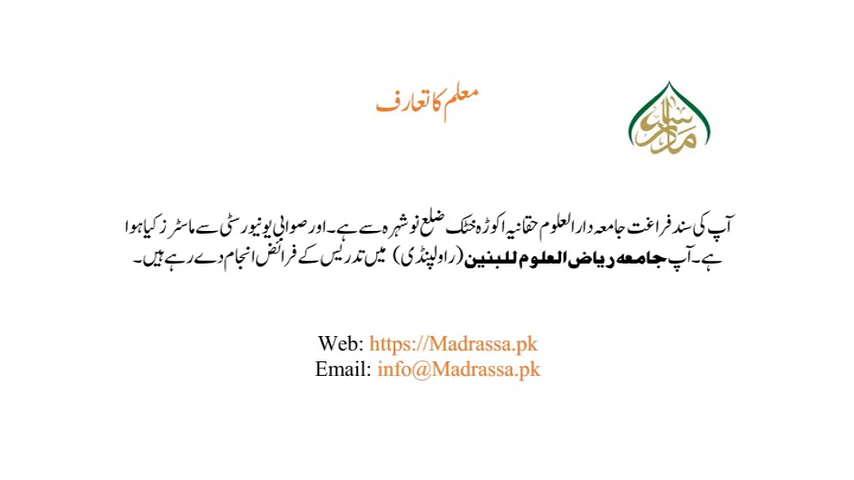 معلم کا تعارف
مدرسہ
آپ کی سند فراغت جامعہ دارالعلوم حقانیہ اکوڑہ خٹک ضلع نوشہرہ سے ہے۔ اور صوابی یونیورسٹی سے ماسٹرز کیا ہوا
ہے۔ آپ جامعہ ریاض العلوم للبنین (راولپنڈی) میں تدریس کے فرائض انجام دے رہے ہیں۔
Web: https://Madrassa.pk
Email: info@Madrassa.pk